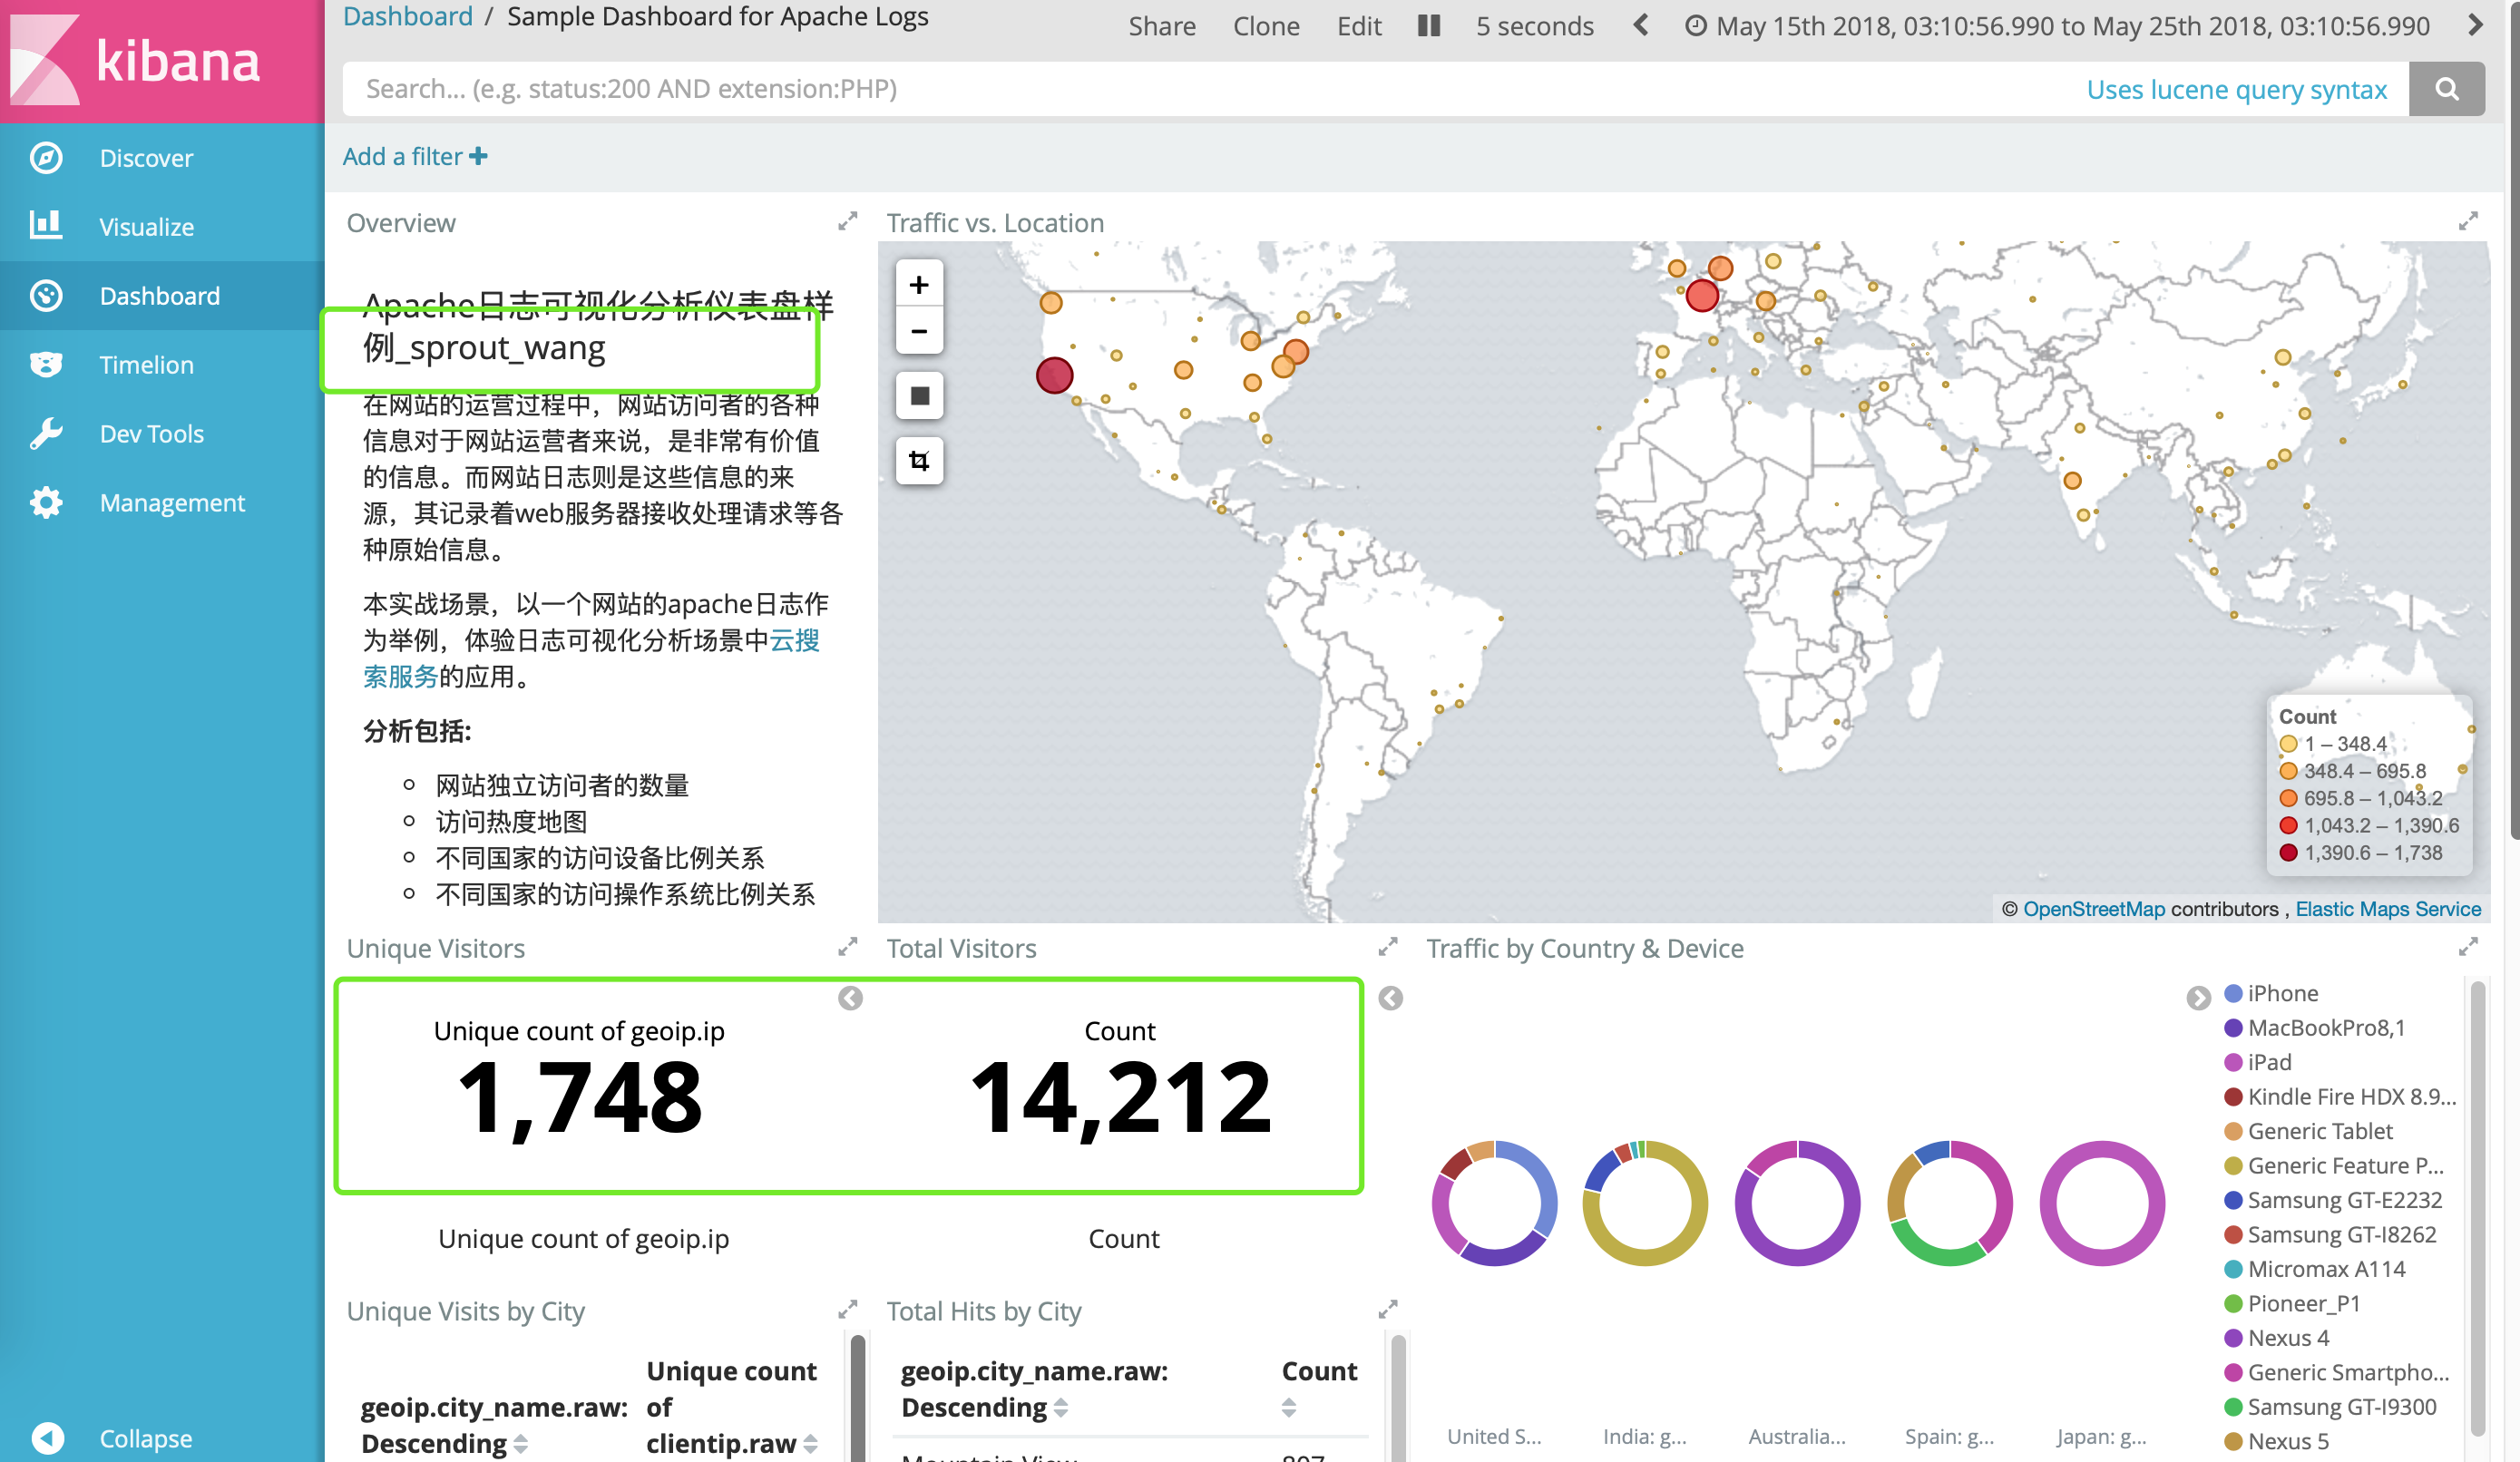 kibana
Discover
Visualize
Dashboard
Timelion
Dev Tools
Management
Collapse
Dashboard / Sample Dashboard for Apache Logs
Share Clone Edit 5 seconds May 15th 2018, 03:10:56.990 to May 25th 2018, 03:10:56.990
Search... (e.g. status:200 AND extension:PHP) Uses lucene query syntax
Add a filter +
Overview
Apache日志可视化分析仪表盘样
例_sprout_wang
在网站的运营过程中，网站访问者的各种
信息对于网站运营者来说，是非常有价值
的信息。而网站日志则是这些信息的来
源，其记录着web服务器接收处理请求等各
种原始信息。
本实战场景，以一个网站的apache日志作
为举例，体验日志可视化分析场景中云搜
索服务的应用。
分析包括:
网站独立访问者的数量
访问热度地图
不同国家的访问设备比例关系
不同国家的访问操作系统比例关系
Traffic vs. Location
+
−
Count
1 – 348.4
348.4 – 695.8
695.8 – 1,043.2
1,043.2 – 1,390.6
1,390.6 – 1,738
© OpenStreetMap contributors , Elastic Maps Service
Unique Visitors
Unique count of geoip.ip
1,748
Unique count of geoip.ip
Total Visitors
Count
14,212
Count
Traffic by Country & Device
United S...
India: g...
Australia...
Spain: g...
Japan: g...
iPhone
MacBookPro8,1
iPad
Kindle Fire HDX 8.9...
Generic Tablet
Generic Feature P...
Samsung GT-E2232
Samsung GT-I8262
Micromax A114
Pioneer_P1
Nexus 4
Generic Smartpho...
Samsung GT-I9300
Nexus 5
Unique Visits by City
geoip.city_name.raw:
Descending
Unique count
of
clientip.raw
Total Hits by City
geoip.city_name.raw:
Descending
Count
Mountain View 807